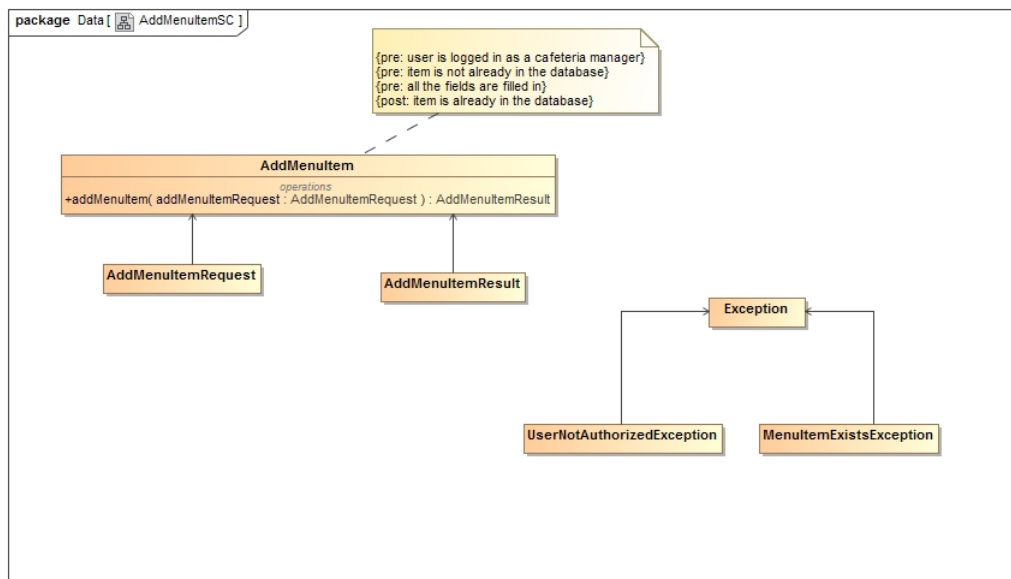 package Data [ AddMenuItemSC ]
{pre: user is logged in as a cafeteria manager}
{pre: item is not already in the database}
{pre: all the fields are filled in}
{post: item is already in the database}
AddMenuItem
operations
+addMenuItem( addMenuItemRequest : AddMenuItemRequest ) : AddMenuItemResult
AddMenuItemRequest
AddMenuItemResult
Exception
UserNotAuthorizedException
MenuItemExistsException